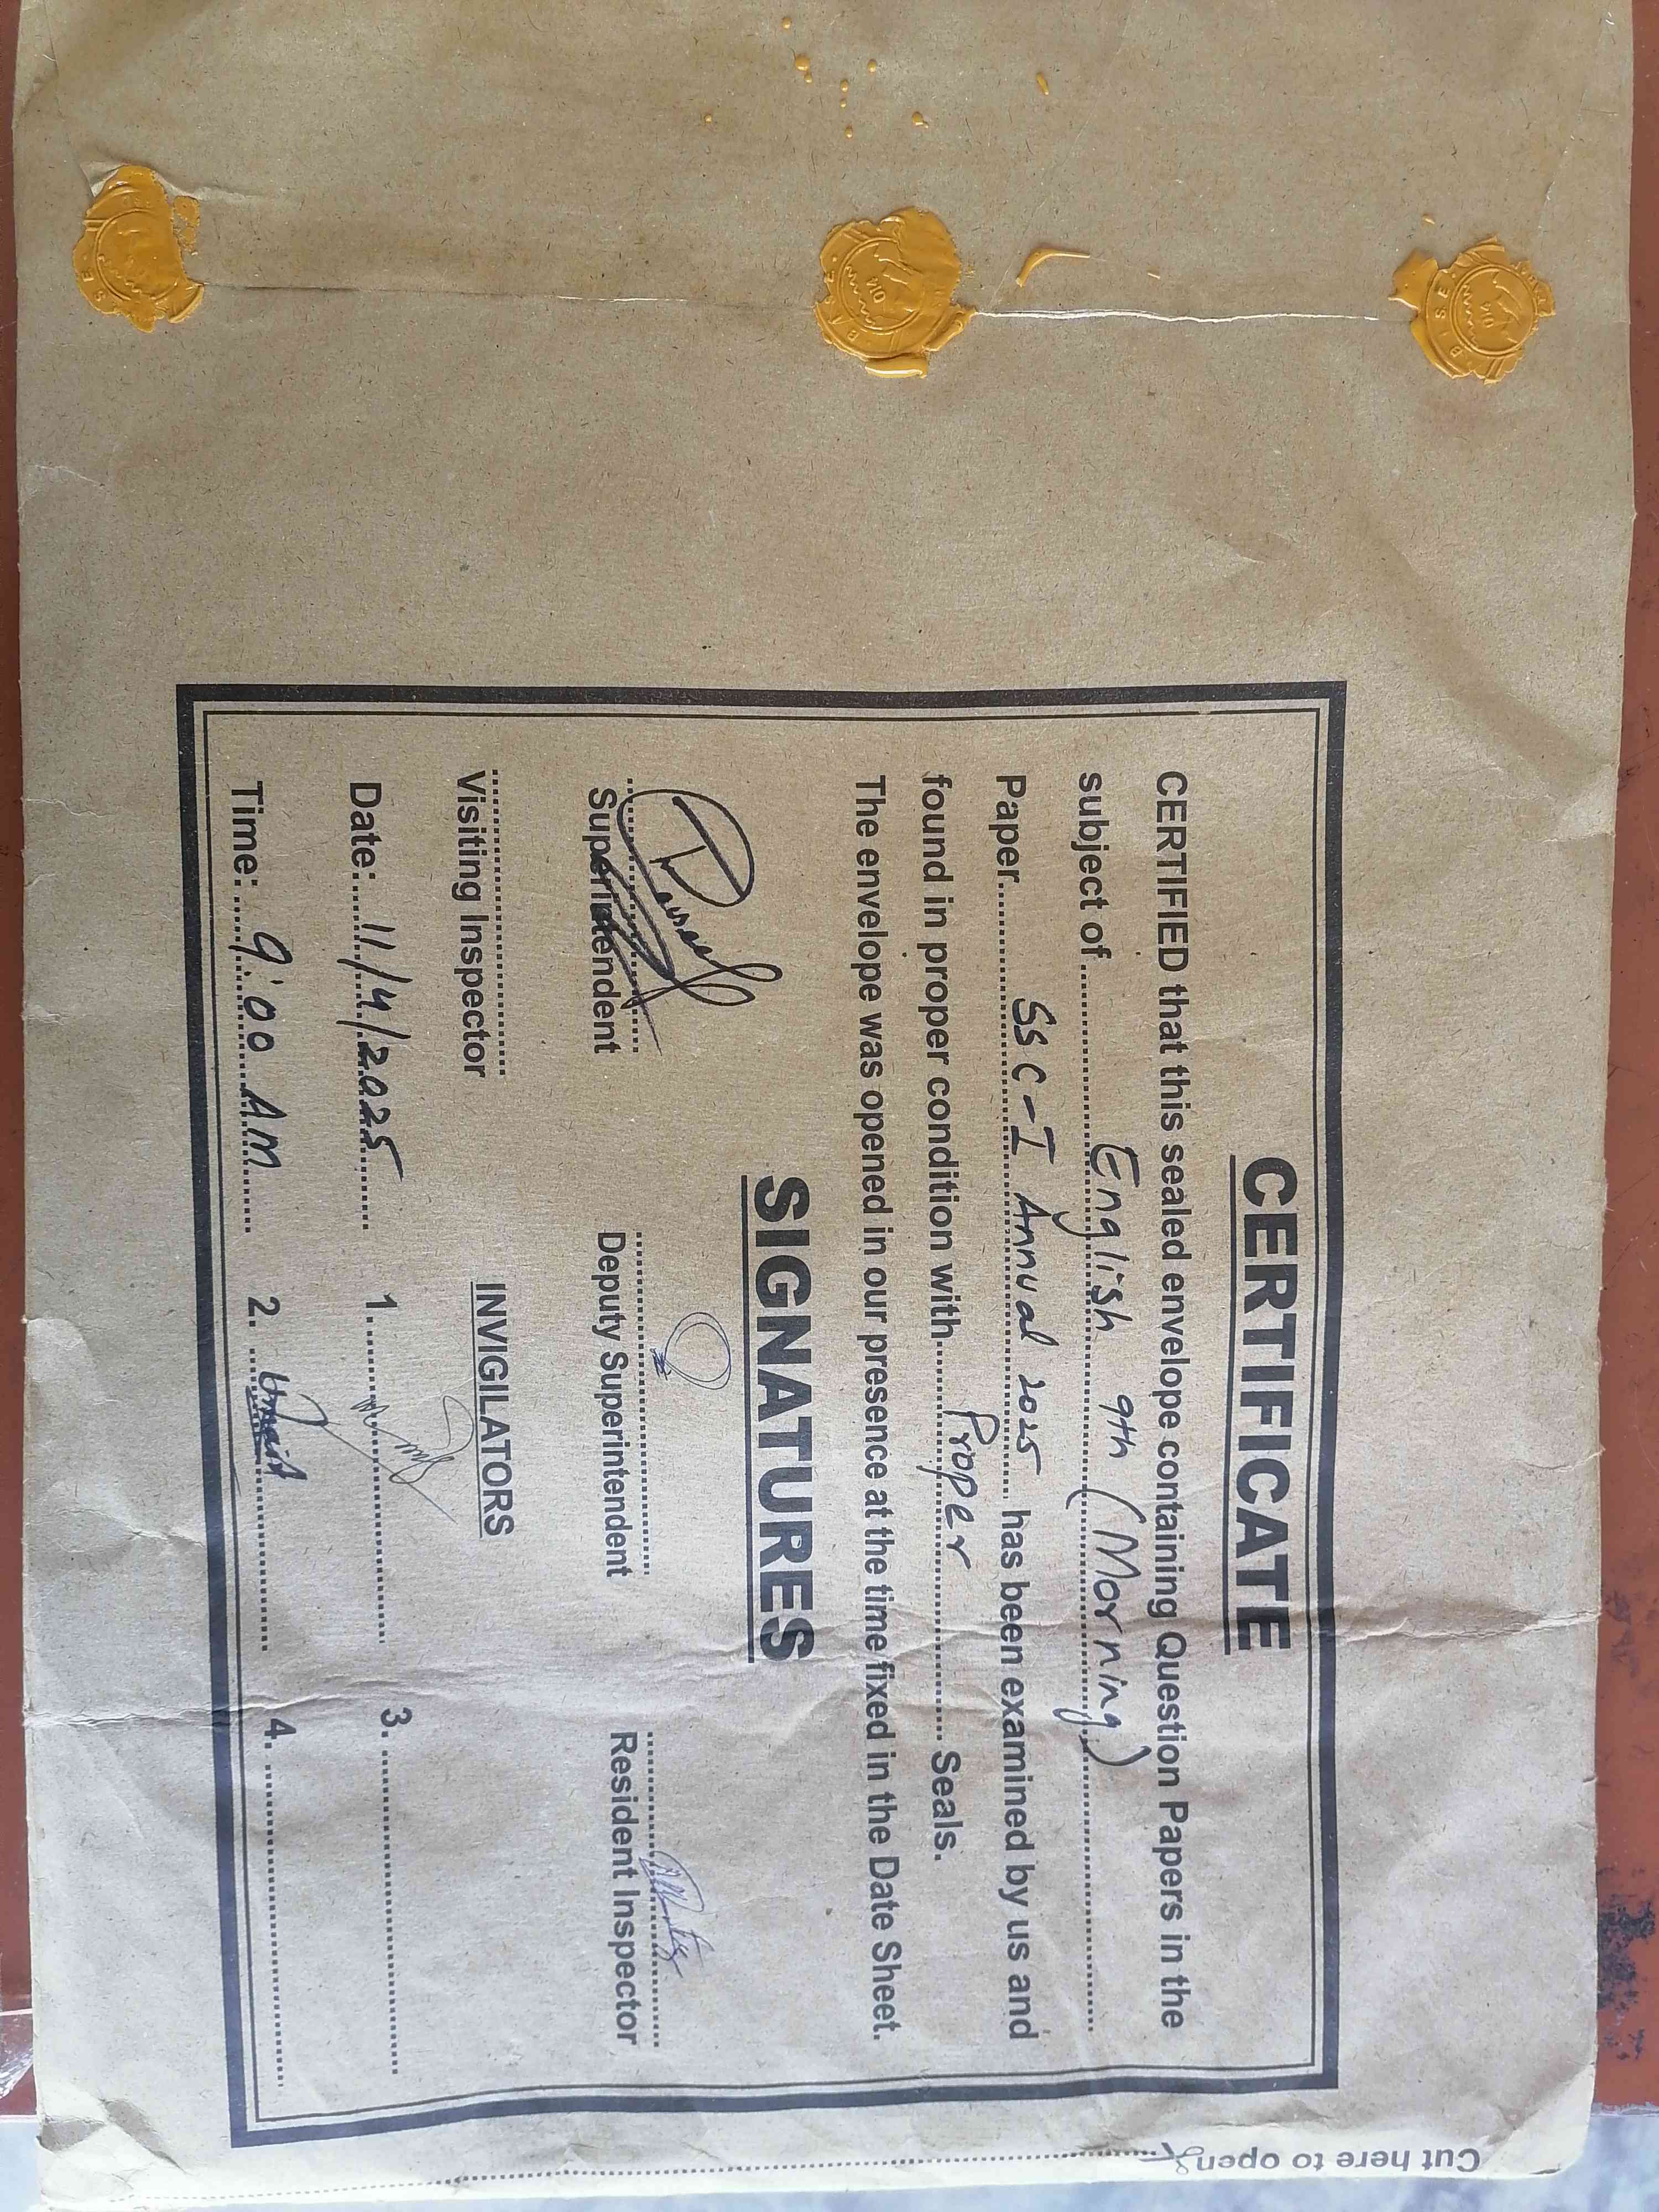 CERTIFICATE
CERTIFIED that this sealed envelope containing Question Papers in the
subject of English 9th (Morning)
Paper SSC-I Annual 2025 has been examined by us and
found in proper condition with Proper Seals.
The envelope was opened in our presence at the time fixed in the Date Sheet.
SIGNATURES
Superintendent Deputy Superintendent Resident Inspector
Visiting Inspector INVIGILATORS
Date: 11/4/2025 1. 3.
Time: 9:00 AM 2. 4.
Cut here to open
BISE
BISE